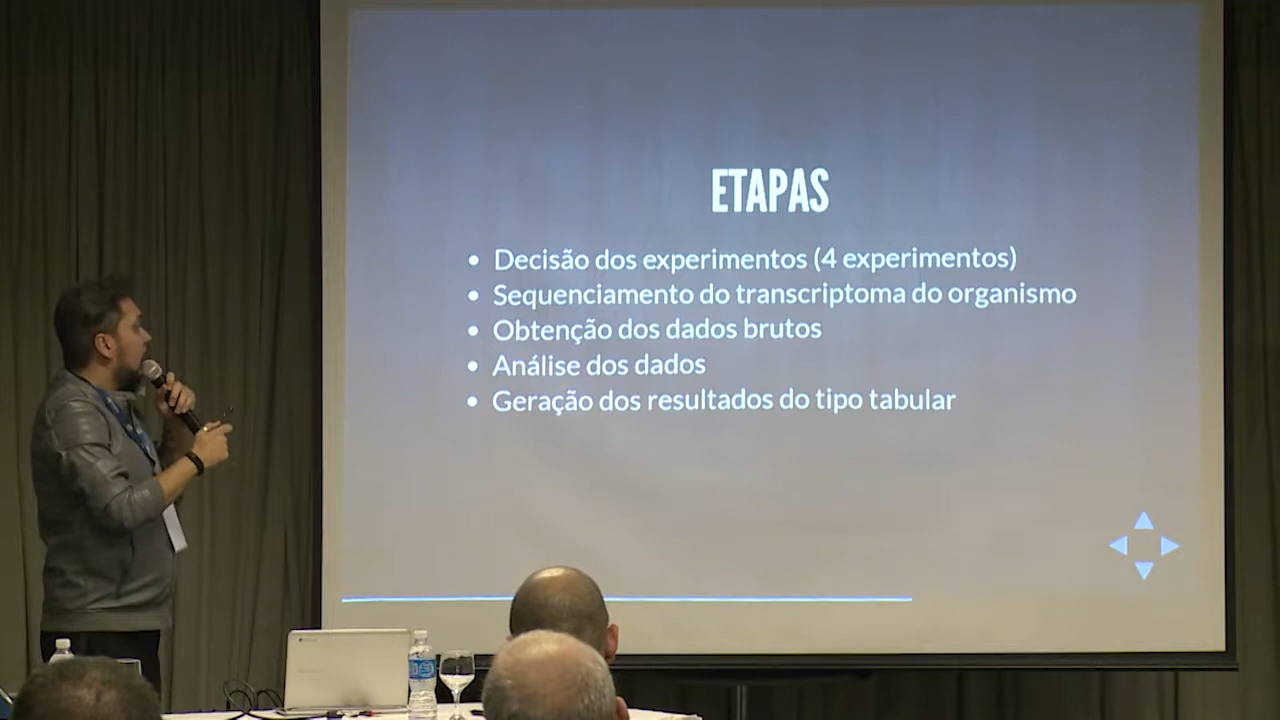 ETAPAS
Decisão dos experimentos (4 experimentos)
Sequenciamento do transcriptoma do organismo
Obtenção dos dados brutos
Análise dos dados
Geração dos resultados do tipo tabular